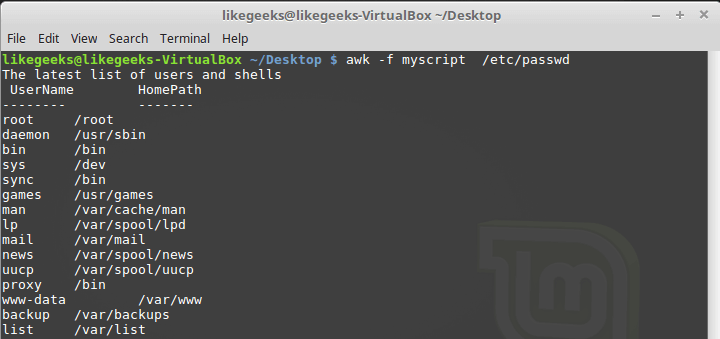 likegeeks@likegeeks-VirtualBox ~/Desktop
File Edit View Search Terminal Help
likegeeks@likegeeks-VirtualBox ~/Desktop $ awk -f myscript  /etc/passwd
The latest list of users and shells
 UserName        HomePath
--------         -------
root     /root
daemon   /usr/sbin
bin      /bin
sys      /dev
sync     /bin
games    /usr/games
man      /var/cache/man
lp       /var/spool/lpd
mail     /var/mail
news     /var/spool/news
uucp     /var/spool/uucp
proxy    /bin
www-data         /var/www
backup   /var/backups
list     /var/list